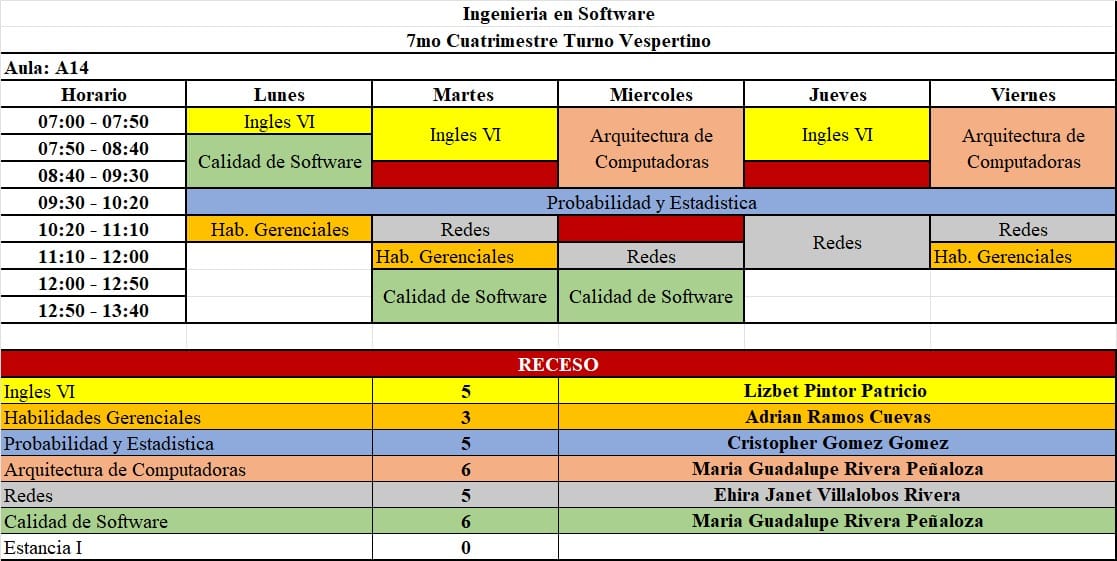 Ingenieria en Software
7mo Cuatrimestre Turno Vespertino
Aula: A14
Horario Lunes Martes Miercoles Jueves Viernes
07:00 - 07:50 Ingles VI Ingles VI Arquitectura de Computadoras Ingles VI Arquitectura de Computadoras
07:50 - 08:40 Calidad de Software
08:40 - 09:30
09:30 - 10:20 Probabilidad y Estadistica
10:20 - 11:10 Hab. Gerenciales Redes Redes Redes
11:10 - 12:00 Hab. Gerenciales Redes Hab. Gerenciales
12:00 - 12:50 Calidad de Software Calidad de Software
12:50 - 13:40
RECESO
Ingles VI 5 Lizbet Pintor Patricio
Habilidades Gerenciales 3 Adrian Ramos Cuevas
Probabilidad y Estadistica 5 Cristopher Gomez Gomez
Arquitectura de Computadoras 6 Maria Guadalupe Rivera Peñaloza
Redes 5 Ehira Janet Villalobos Rivera
Calidad de Software 6 Maria Guadalupe Rivera Peñaloza
Estancia I 0